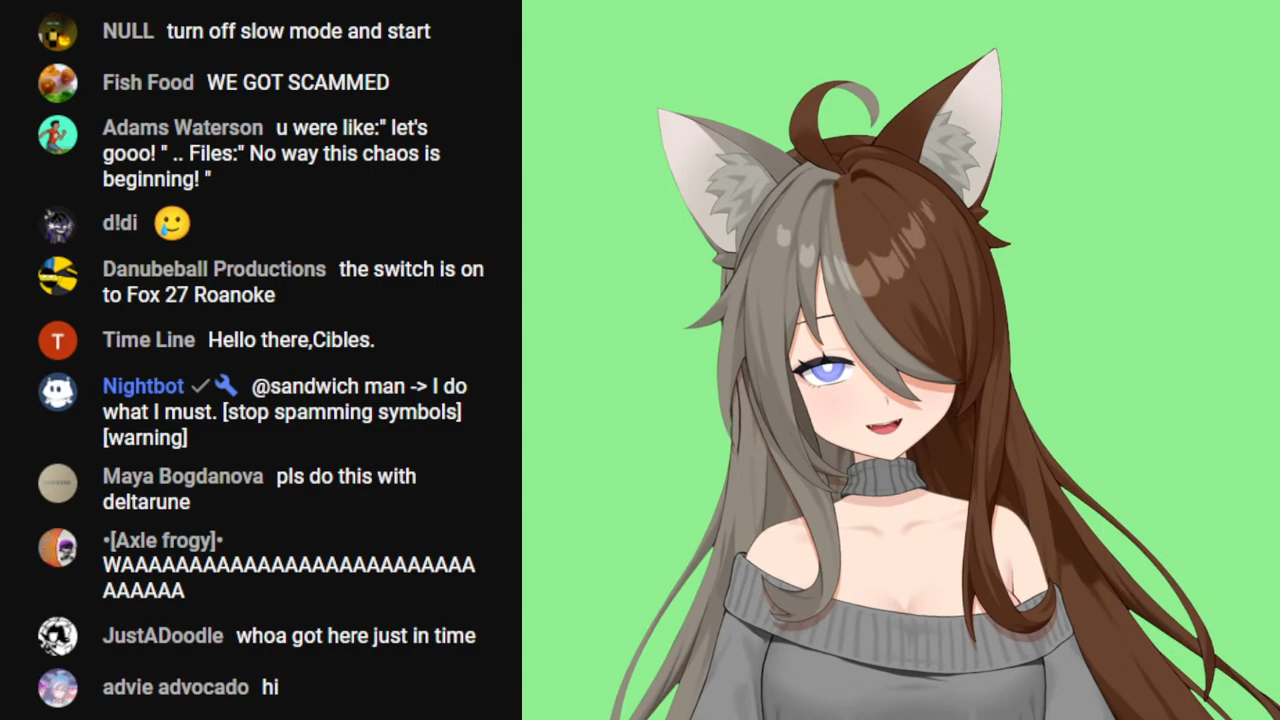 NULL turn off slow mode and start
Fish Food WE GOT SCAMMED
Adams Waterson u were like:" let's
gooo! " .. Files:" No way this chaos is
beginning! "
d!di 🥲
Danubeball Productions the switch is on
to Fox 27 Roanoke
T
Time Line Hello there,Cibles.
Nightbot @sandwich man -> I do
what I must. [stop spamming symbols]
[warning]
Maya Bogdanova pls do this with
deltarune
•[Axle frogy]•
WAAAAAAAAAAAAAAAAAAAAAAAAAA
AAAAAA
JustADoodle whoa got here just in time
advie advocado hi